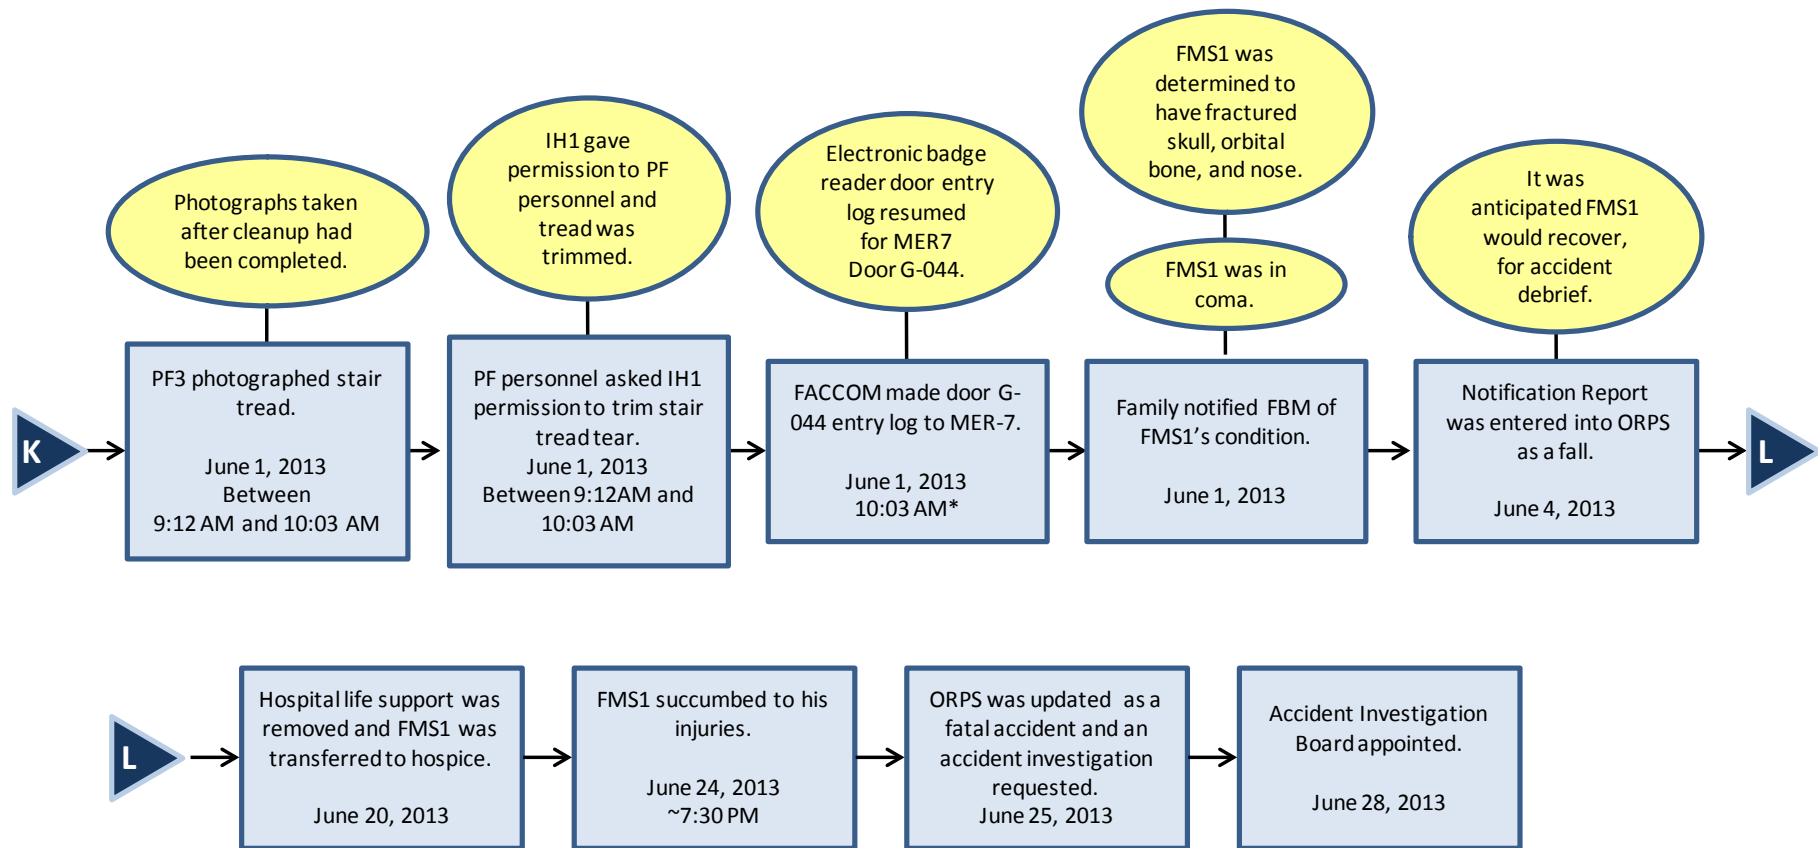 Photographs taken
after cleanup had
been completed.
IH1 gave
permission to PF
personnel and
tread was
trimmed.
Electronic badge
reader door entry
log resumed
for MER7
Door G-044.
FMS1 was
determined to
have fractured
skull, orbital
bone, and nose.
FMS1 was in
coma.
It was
anticipated FMS1
would recover,
for accident
debrief.
K
PF3 photographed stair
tread.
June 1, 2013
Between
9:12 AM and 10:03 AM
PF personnel asked IH1
permission to trim stair
tread tear.
June 1, 2013
Between 9:12AM and
10:03 AM
FACCOM made door G-
044 entry log to MER-7.
June 1, 2013
10:03 AM*
Family notified FBM of
FMS1’s condition.
June 1, 2013
Notification Report
was entered into ORPS
as a fall.
June 4, 2013
L
L
Hospital life support was
removed and FMS1 was
transferred to hospice.
June 20, 2013
FMS1 succumbed to his
injuries.
June 24, 2013
~7:30 PM
ORPS was updated as a
fatal accident and an
accident investigation
requested.
June 25, 2013
Accident Investigation
Board appointed.
June 28, 2013